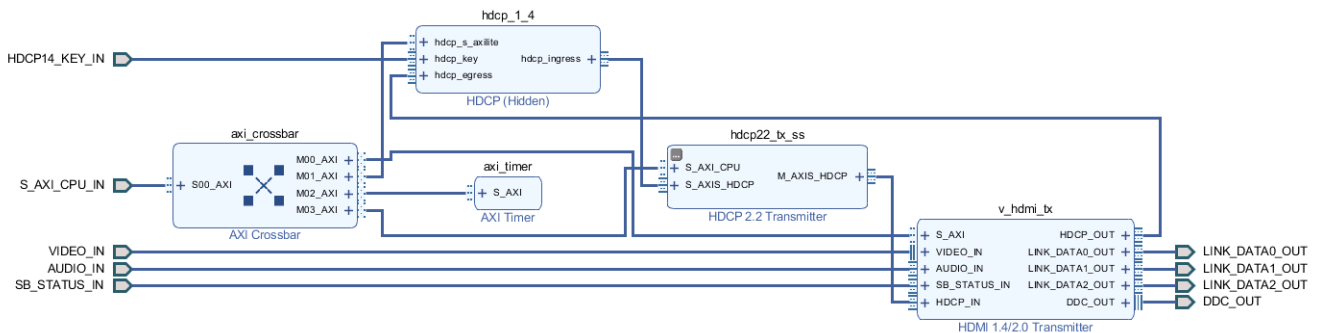 hdcp_1_4
HDCP14_KEY_IN
hdcp_s_axilite
hdcp_key
hdcp_egress
hdcp_ingress
HDCP (Hidden)
axi_crossbar
S_AXI_CPU_IN
S00_AXI
M00_AXI
M01_AXI
M02_AXI
M03_AXI
AXI Crossbar
axi_timer
S_AXI
AXI Timer
hdcp22_tx_ss
...
S_AXI_CPU
S_AXIS_HDCP
M_AXIS_HDCP
HDCP 2.2 Transmitter
v_hdmi_tx
VIDEO_IN
AUDIO_IN
SB_STATUS_IN
S_AXI
VIDEO_IN
AUDIO_IN
SB_STATUS_IN
HDCP_IN
HDCP_OUT
LINK_DATA0_OUT
LINK_DATA1_OUT
LINK_DATA2_OUT
DDC_OUT
LINK_DATA0_OUT
LINK_DATA1_OUT
LINK_DATA2_OUT
DDC_OUT
HDMI 1.4/2.0 Transmitter